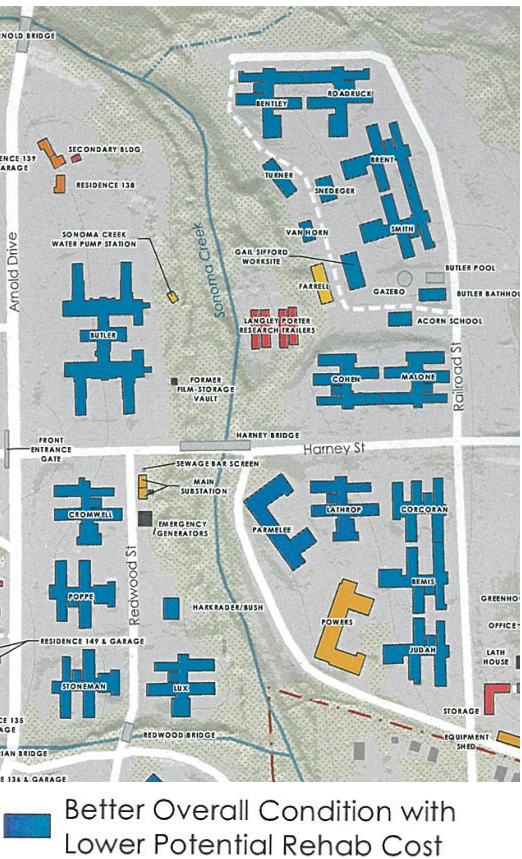 RNOLD BRIDGE
ROADRUCK
BENTLEY
SECONDARY BLDG
ENCE 139
ARAGE
RESIDENCE 138
BRENT
TURNER
SNEDEGER
SONOMA CREEK
WATER PUMP STATION
VAN HORN
SMITH
GAIL SIFFORD
WORKSITE
Arnold Drive
Sonoma Creek
FARRELL
BUTLER POOL
GAZEBO
BUTLER BATHHOU
ACORN SCHOOL
LANGLEY PORTER
RESEARCH TRAILERS
BUTLER
Railroad St
COHEN
MALONE
FORMER
FILM-STORAGE
VAULT
HARNEY BRIDGE
FRONT
ENTRANCE
GATE
Harney St
SEWAGE BAR SCREEN
MAIN
SUBSTATION
CROMWELL
EMERGENCY
GENERATORS
PARMELEE
LATHROP
CORCORAN
Redwood St
BEMIS
POPPE
HARKRADER/BUSH
POWERS
GREENHOU
OFFICE
RESIDENCE 149 & GARAGE
JUDAH
LATH
HOUSE
STONEMAN
LUX
STORAGE
CE 135
AGE
REDWOOD BRIDGE
EQUIPMENT
SHED
RIAN BRIDGE
E 136 & GARAGE
Better Overall Condition with
Lower Potential Rehab Cost